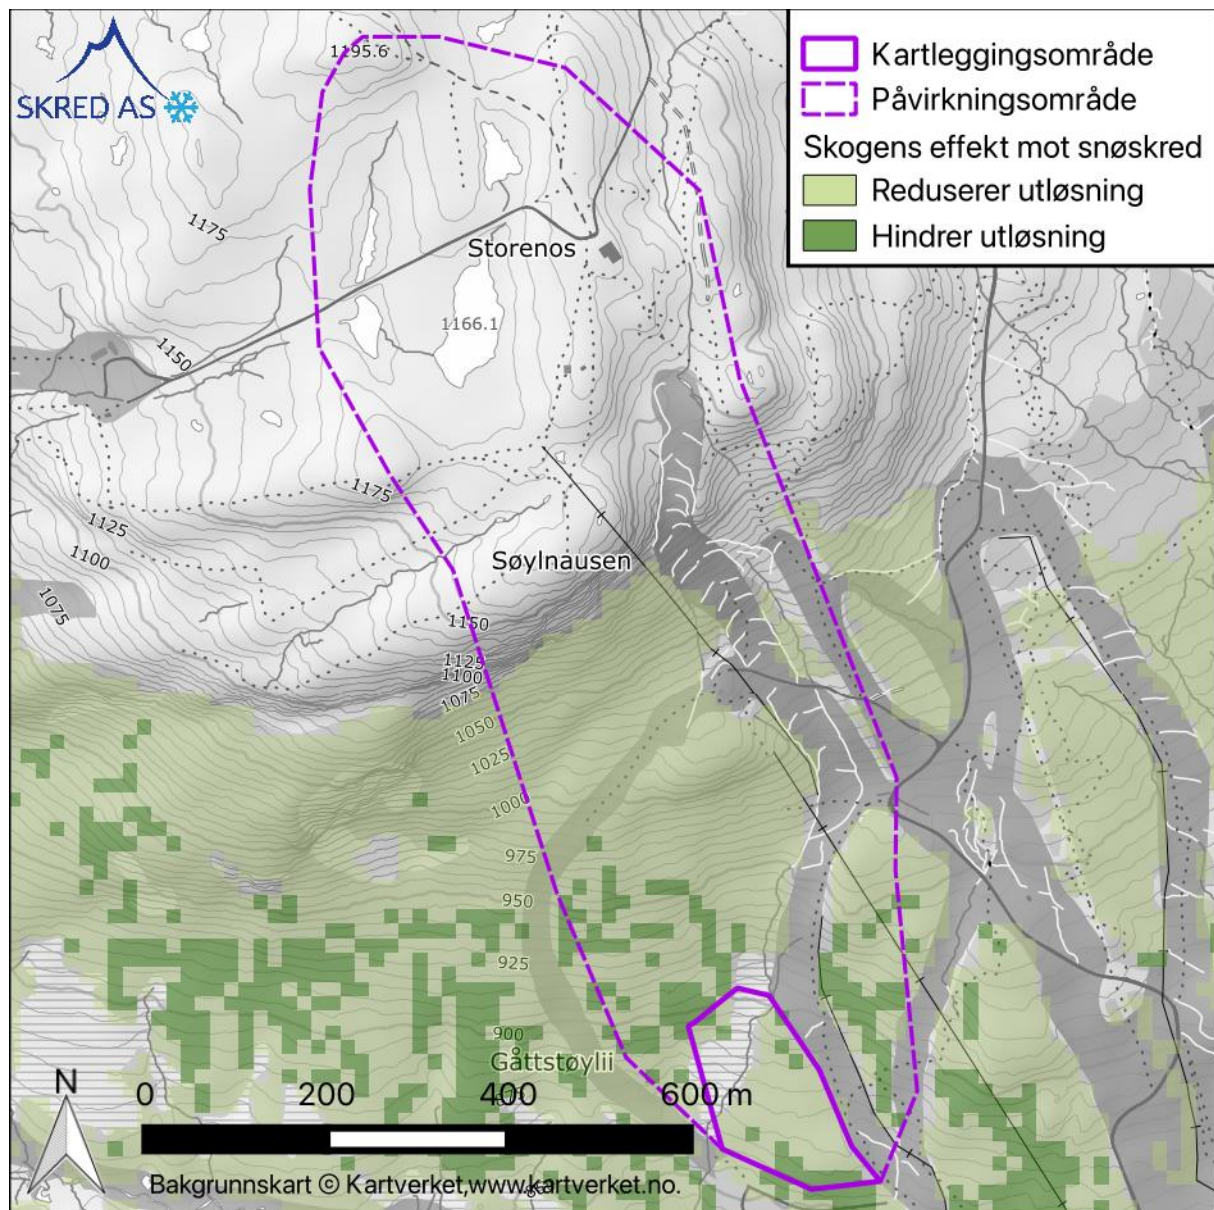 SKRED AS
Kartleggingsområde
Påvirkningsområde
Skogens effekt mot snøskred
Reduserer utløsning
Hindrer utløsning
1195.6
1175
Storenos
1166.1
1150
1175
1125
1100
Søylnausen
1075
1150
1125
1100
1075
1050
1025
1000
975
950
925
900
Gåttstøylii
N
0
200
400
600 m
Bakgrunnskart © Kartverket,www.kartverket.no.